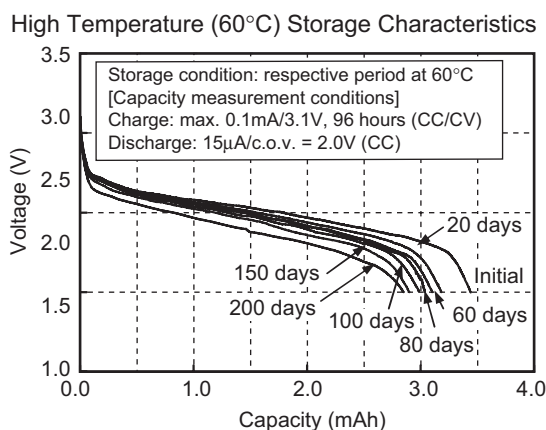 High Temperature (60°C) Storage Characteristics
Storage condition: respective period at 60°C
[Capacity measurement conditions]
Charge: max. 0.1mA/3.1V, 96 hours (CC/CV)
Discharge: 15µA/c.o.v. = 2.0V (CC)
3.5
3.0
2.5
2.0
1.5
1.0
Voltage (V)
20 days
150 days
Initial
200 days
100 days
60 days
80 days
0.0
1.0
2.0
3.0
4.0
Capacity (mAh)